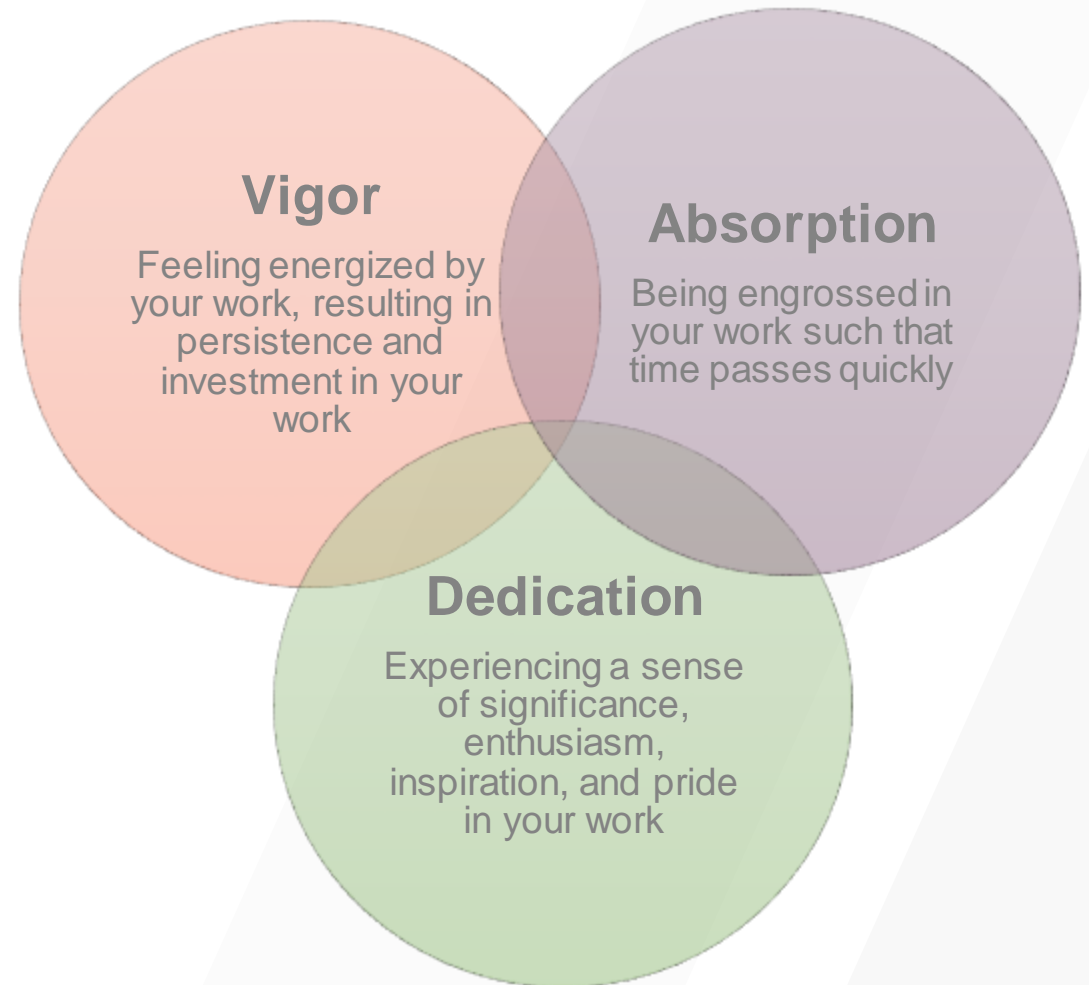 Vigor
Feeling energized by
your work, resulting in
persistence and
investment in your
work
Absorption
Being engrossed in
your work such that
time passes quickly
Dedication
Experiencing a sense
of significance,
enthusiasm,
inspiration, and pride
in your work